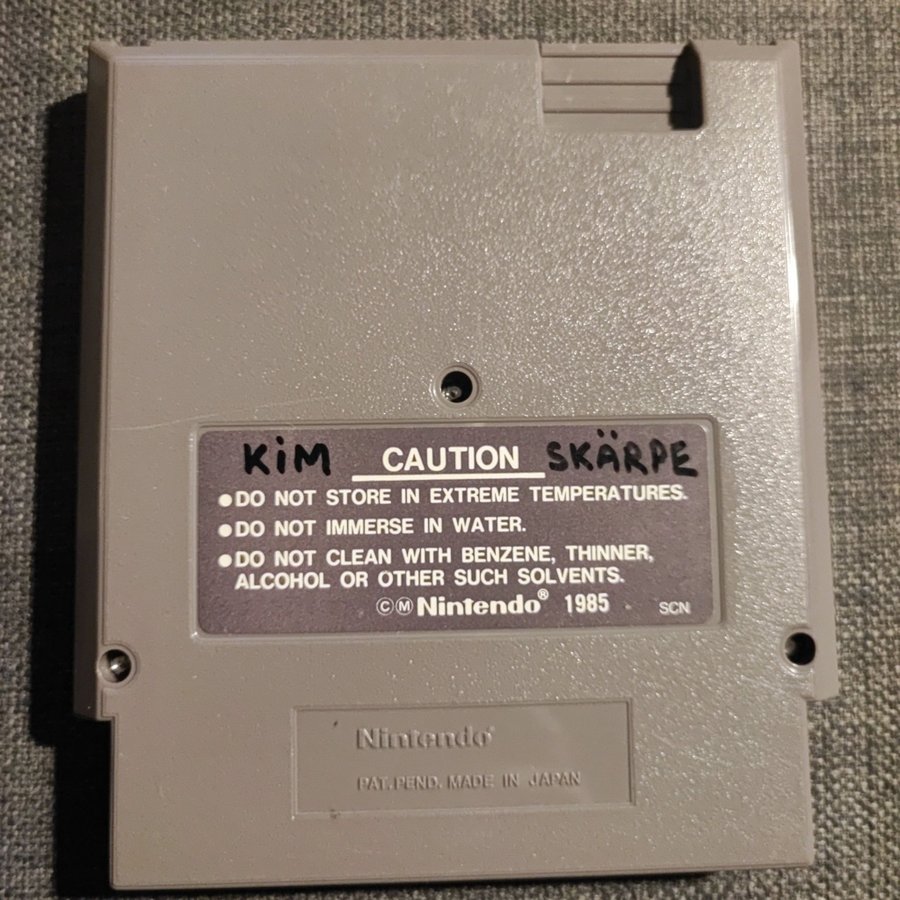 KiM CAUTION SKÄRPE
●DO NOT STORE IN EXTREME TEMPERATURES.
●DO NOT IMMERSE IN WATER.
●DO NOT CLEAN WITH BENZENE, THINNER,
ALCOHOL OR OTHER SUCH SOLVENTS.
©Ⓜ Nintendo® 1985 SCN
Nintendo®
PAT. PEND. MADE IN JAPAN